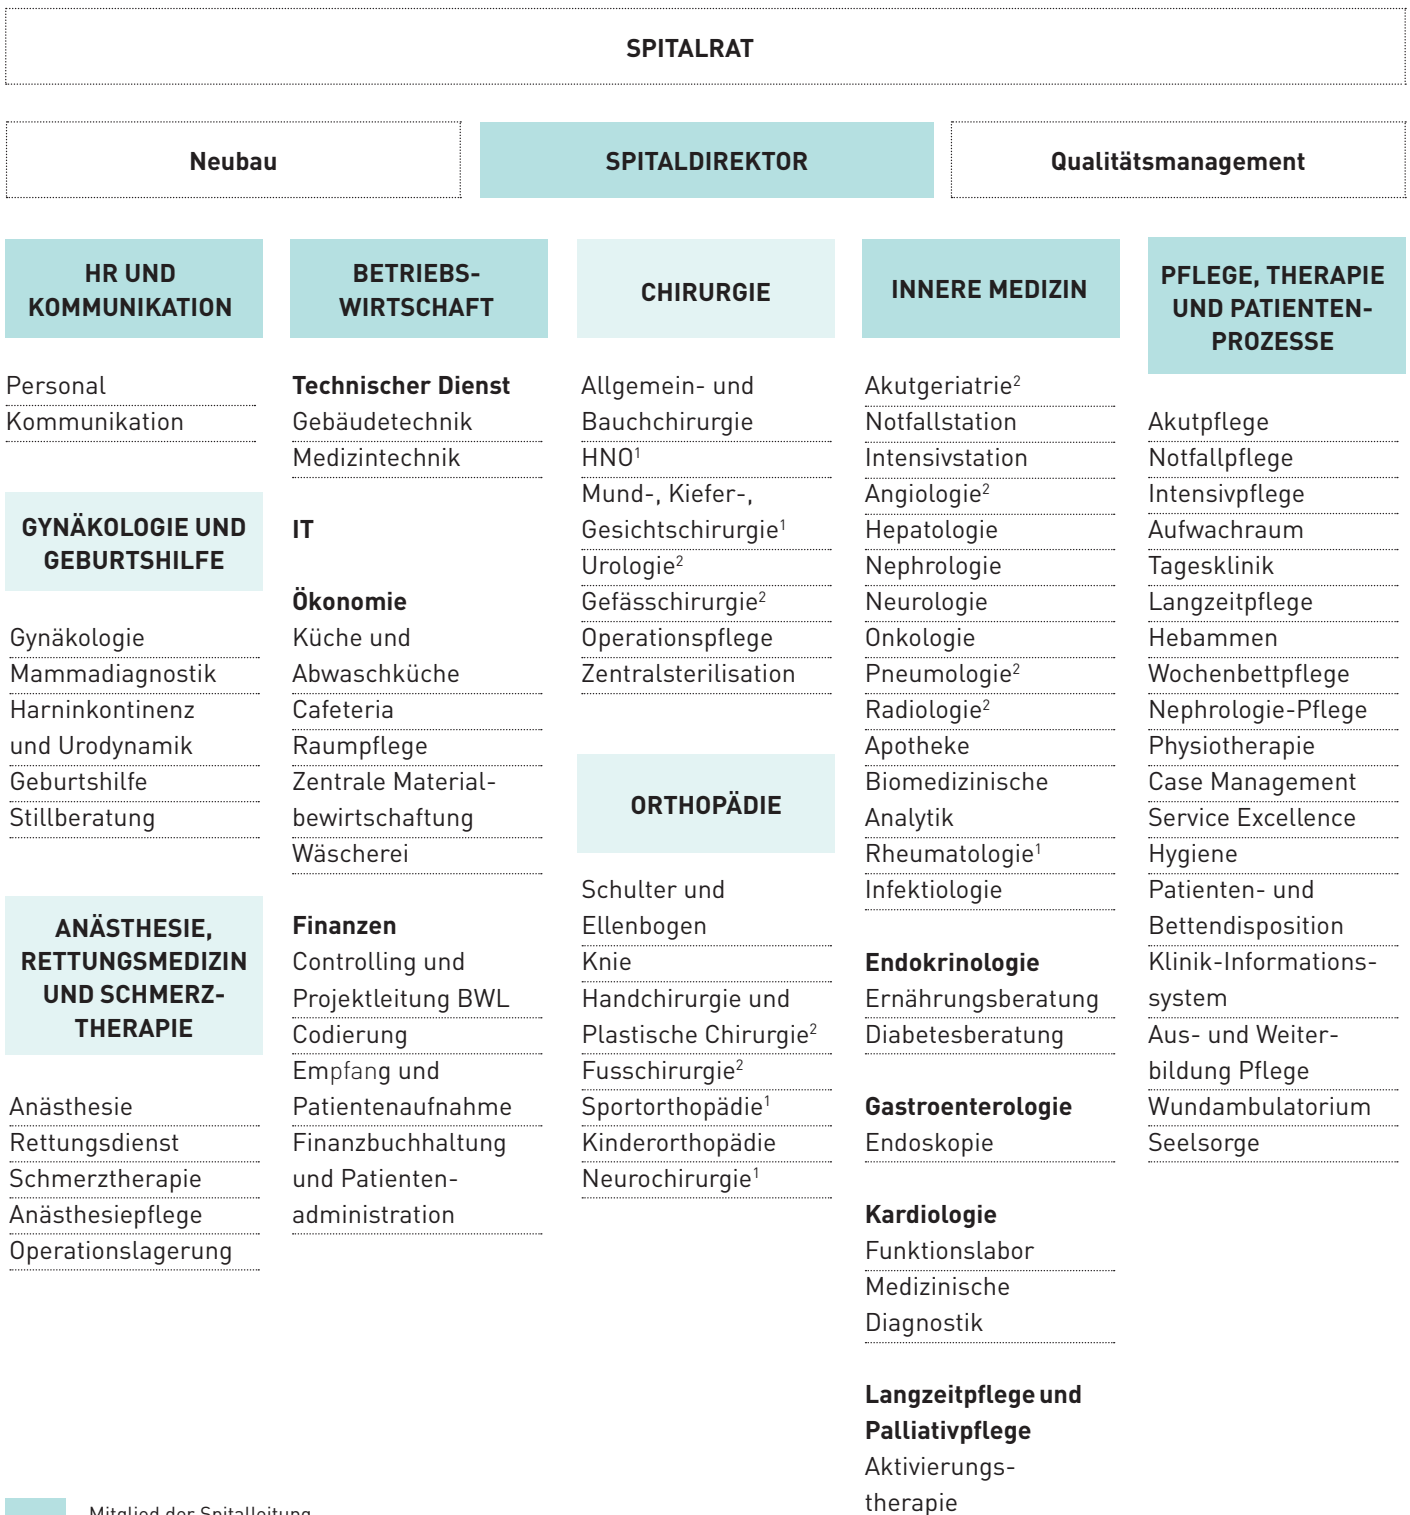 SPITALRAT
Neubau
SPITALDIREKTOR
Qualitätsmanagement
HR UND
KOMMUNIKATION
Personal
Kommunikation
GYNÄKOLOGIE UND
GEBURTSHILFE
Gynäkologie
Mammadiagnostik
Harninkontinenz
und Urodynamik
Geburtshilfe
Stillberatung
ANÄSTHESIE,
RETTUNGSMEDIZIN
UND SCHMERZ-
THERAPIE
Anästhesie
Rettungsdienst
Schmerztherapie
Anästhesiepflege
Operationslagerung
BETRIEBS-
WIRTSCHAFT
Technischer Dienst
Gebäudetechnik
Medizintechnik
IT
Ökonomie
Küche und
Abwaschküche
Cafeteria
Raumpflege
Zentrale Material-
bewirtschaftung
Wäscherei
Finanzen
Controlling und
Projektleitung BWL
Codierung
Empfang und
Patientenaufnahme
Finanzbuchhaltung
und Patienten-
administration
CHIRURGIE
Allgemein- und
Bauchchirurgie
HNO¹
Mund-, Kiefer-,
Gesichtschirurgie¹
Urologie²
Gefässchirurgie²
Operationspflege
Zentralsterilisation
ORTHOPÄDIE
Schulter und
Ellenbogen
Knie
Handchirurgie und
Plastische Chirurgie²
Fusschirurgie²
Sportorthopädie¹
Kinderorthopädie
Neurochirurgie¹
INNERE MEDIZIN
Akutgeriatrie²
Notfallstation
Intensivstation
Angiologie²
Hepatologie
Nephrologie
Neurologie
Onkologie
Pneumologie²
Radiologie²
Apotheke
Biomedizinische
Analytik
Rheumatologie¹
Infektiologie
Endokrinologie
Ernährungsberatung
Diabetesberatung
Gastroenterologie
Endoskopie
Kardiologie
Funktionslabor
Medizinische
Diagnostik
Langzeitpflege und
Palliativpflege
Aktivierungs-
therapie
PFLEGE, THERAPIE
UND PATIENTEN-
PROZESSE
Akutpflege
Notfallpflege
Intensivpflege
Aufwachraum
Tagesklinik
Langzeitpflege
Hebammen
Wochenbettpflege
Nephrologie-Pflege
Physiotherapie
Case Management
Service Excellence
Hygiene
Patienten- und
Bettendisposition
Klinik-Informations-
system
Aus- und Weiter-
bildung Pflege
Wundambulatorium
Seelsorge
Mitglied der Spitalleitung